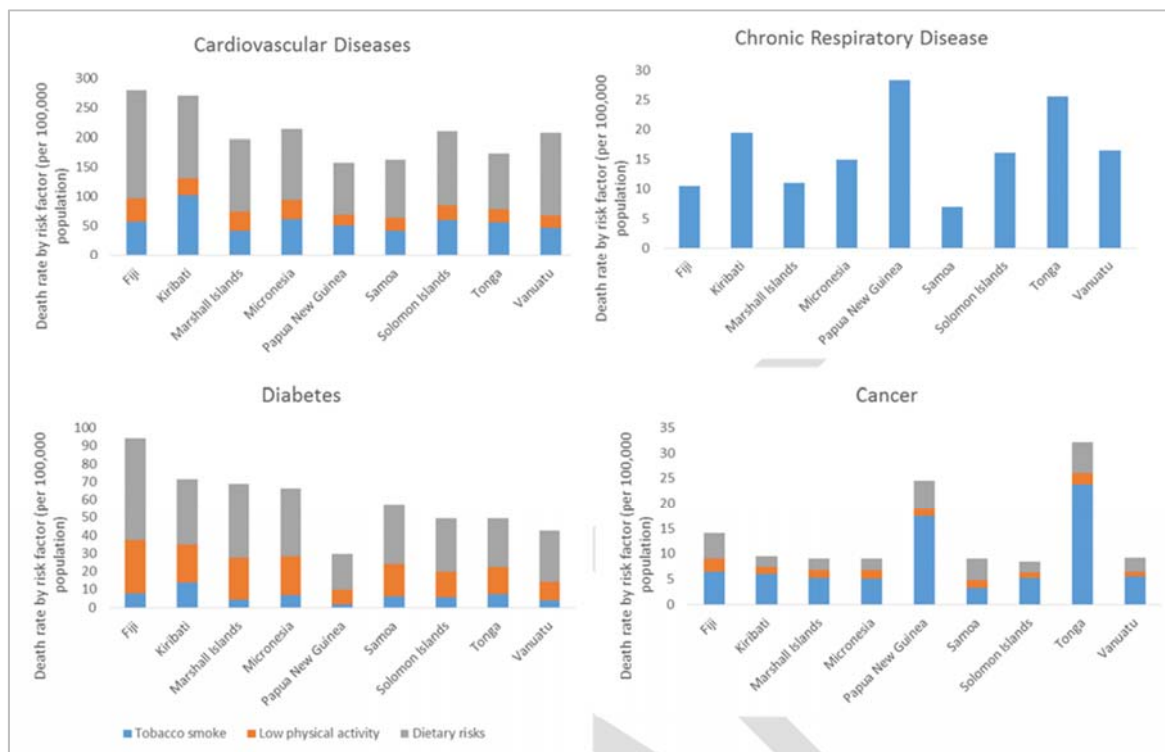 Cardiovascular Diseases
Death rate by risk factor (per 100,000
population)
300
250
200
150
100
50
0
Fiji
Kiribati
Marshall Islands
Micronesia
Papua New Guinea
Samoa
Solomon Islands
Tonga
Vanuatu
Chronic Respiratory Disease
Death rate by risk factor (per 100,000
population)
30
25
20
15
10
5
0
Fiji
Kiribati
Marshall Islands
Micronesia
Papua New Guinea
Samoa
Solomon Islands
Tonga
Vanuatu
Diabetes
Death rate by risk factor (per 100,000
population)
100
90
80
70
60
50
40
30
20
10
0
Fiji
Kiribati
Marshall Islands
Micronesia
Papua New Guinea
Samoa
Solomon Islands
Tonga
Vanuatu
Cancer
Death rate by risk factor (per 100,000
population)
35
30
25
20
15
10
5
0
Fiji
Kiribati
Marshall Islands
Micronesia
Papua New Guinea
Samoa
Solomon Islands
Tonga
Vanuatu
Tobacco smoke Low physical activity Dietary risks